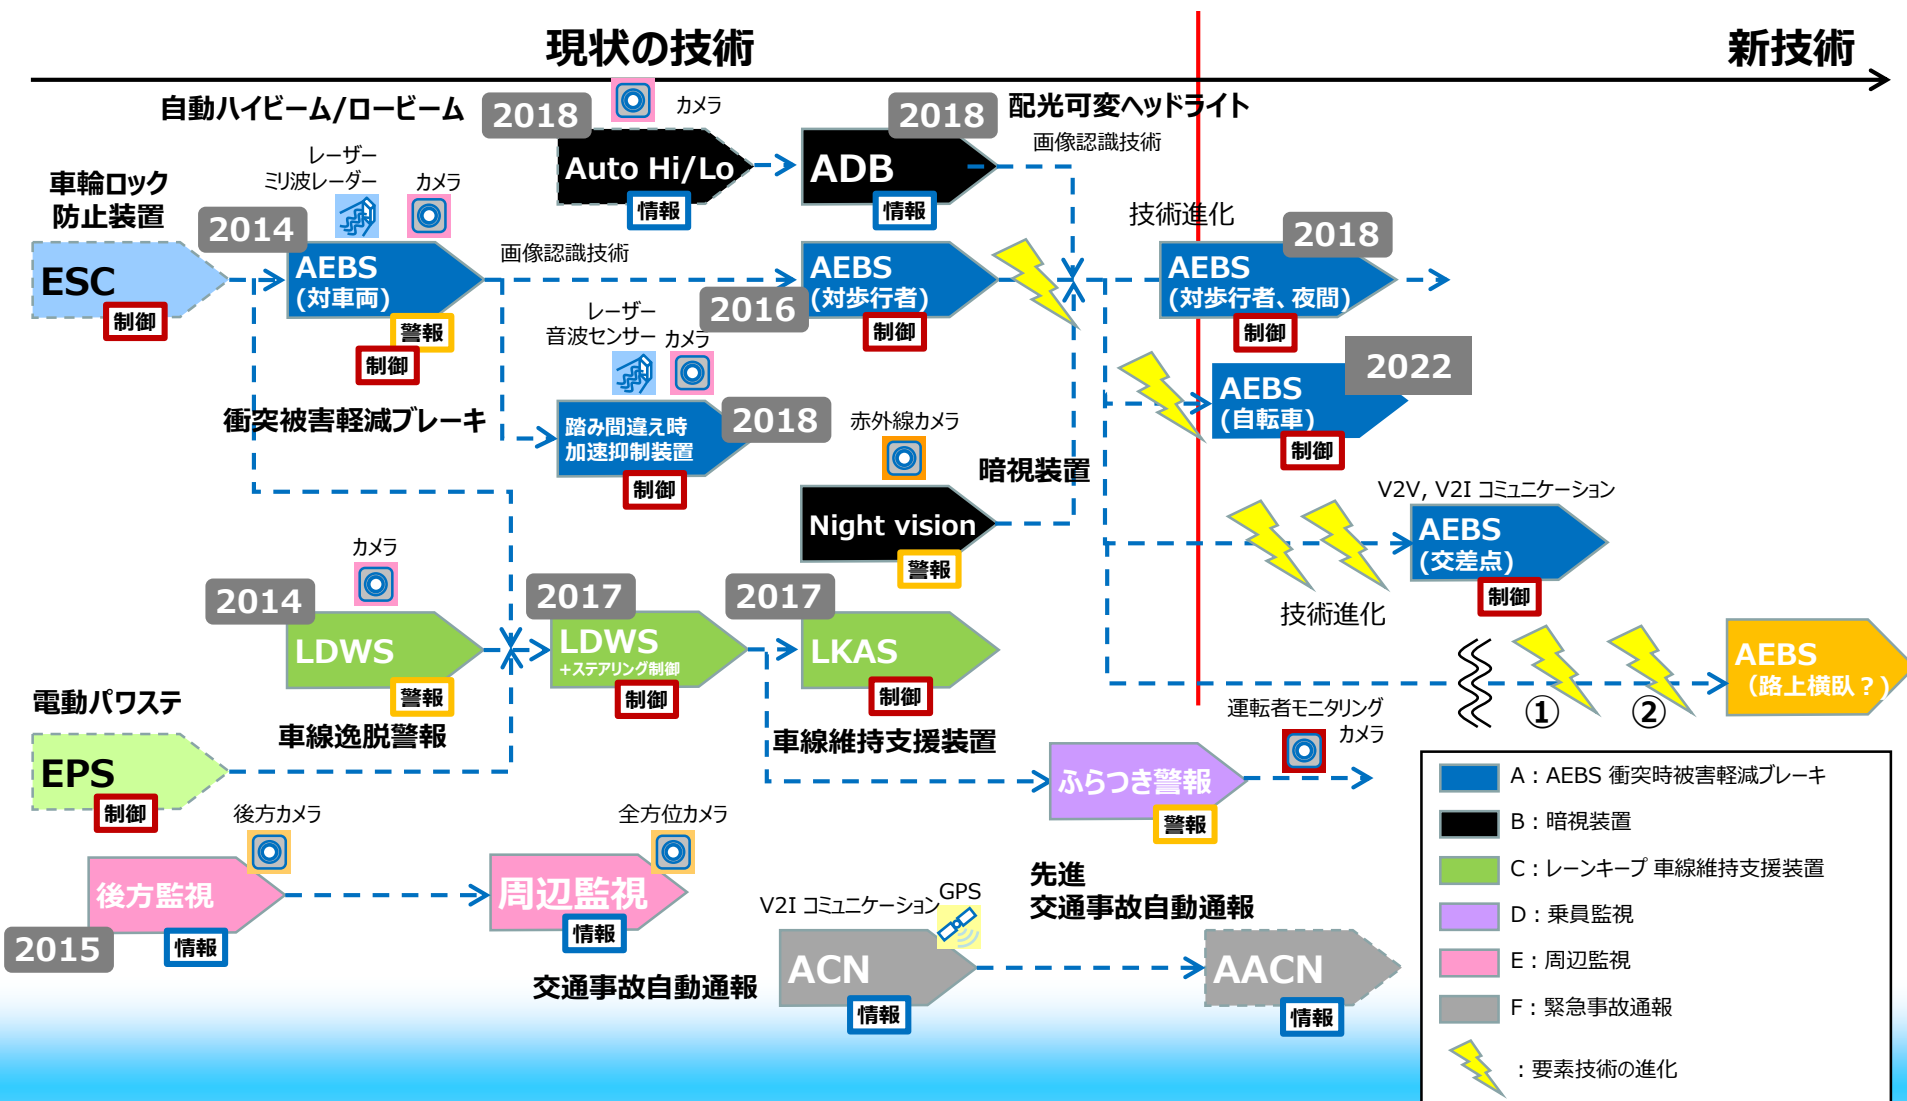 現状の技術
新技術
自動ハイビーム/ロービーム
2018
カメラ
Auto Hi/Lo
情報
2018
ADB
情報
配光可変ヘッドライト
画像認識技術
車輪ロック
防止装置
ESC
制御
2014
レーザー
ミリ波レーダー
カメラ
AEBS
(対車両)
警報
制御
衝突被害軽減ブレーキ
画像認識技術
2016
AEBS
(対歩行者)
制御
技術進化
2018
AEBS
(対歩行者、夜間)
制御
レーザー
音波センサー
カメラ
2018
踏み間違え時
加速抑制装置
制御
2022
AEBS
(自転車)
制御
赤外線カメラ
暗視装置
Night vision
警報
V2V, V2I コミュニケーション
AEBS
(交差点)
制御
技術進化
カメラ
2014
LDWS
警報
車線逸脱警報
2017
LDWS
+ステアリング制御
制御
2017
LKAS
制御
車線維持支援装置
①
②
AEBS
(路上横臥?)
電動パワステ
EPS
制御
ふらつき警報
警報
運転者モニタリング
カメラ
後方カメラ
後方監視
2015
情報
全方位カメラ
周辺監視
情報
交通事故自動通報
V2I コミュニケーション
GPS
ACN
情報
先進
交通事故自動通報
AACN
情報
A:AEBS 衝突時被害軽減ブレーキ
B:暗視装置
C:レーンキープ 車線維持支援装置
D:乗員監視
E:周辺監視
F:緊急事故通報
:要素技術の進化